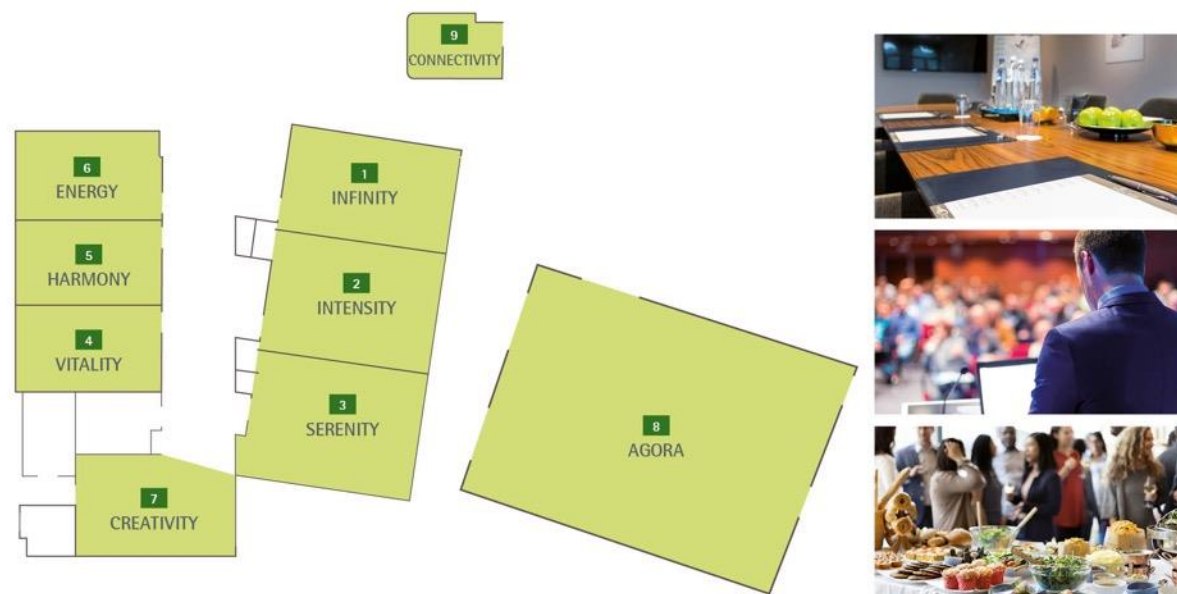 9
CONNECTIVITY
6
ENERGY
1
INFINITY
5
HARMONY
2
INTENSITY
4
VITALITY
3
SERENITY
8
AGORA
7
CREATIVITY